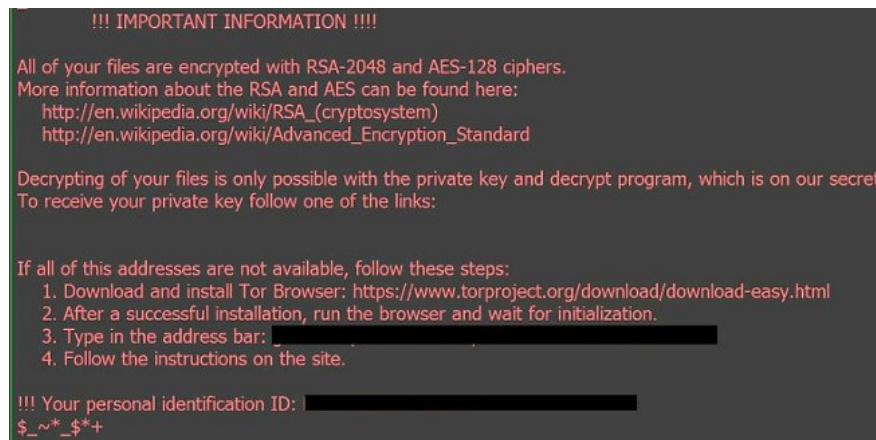 !!! IMPORTANT INFORMATION !!!!
All of your files are encrypted with RSA-2048 and AES-128 ciphers.
More information about the RSA and AES can be found here:
http://en.wikipedia.org/wiki/RSA_(cryptosystem)
http://en.wikipedia.org/wiki/Advanced_Encryption_Standard
Decrypting of your files is only possible with the private key and decrypt program, which is on our secret
To receive your private key follow one of the links:
If all of this addresses are not available, follow these steps:
1. Download and install Tor Browser: https://www.torproject.org/download/download-easy.html
2. After a successful installation, run the browser and wait for initialization.
3. Type in the address bar:
4. Follow the instructions on the site.
!!! Your personal identification ID:
$_~*_$*+